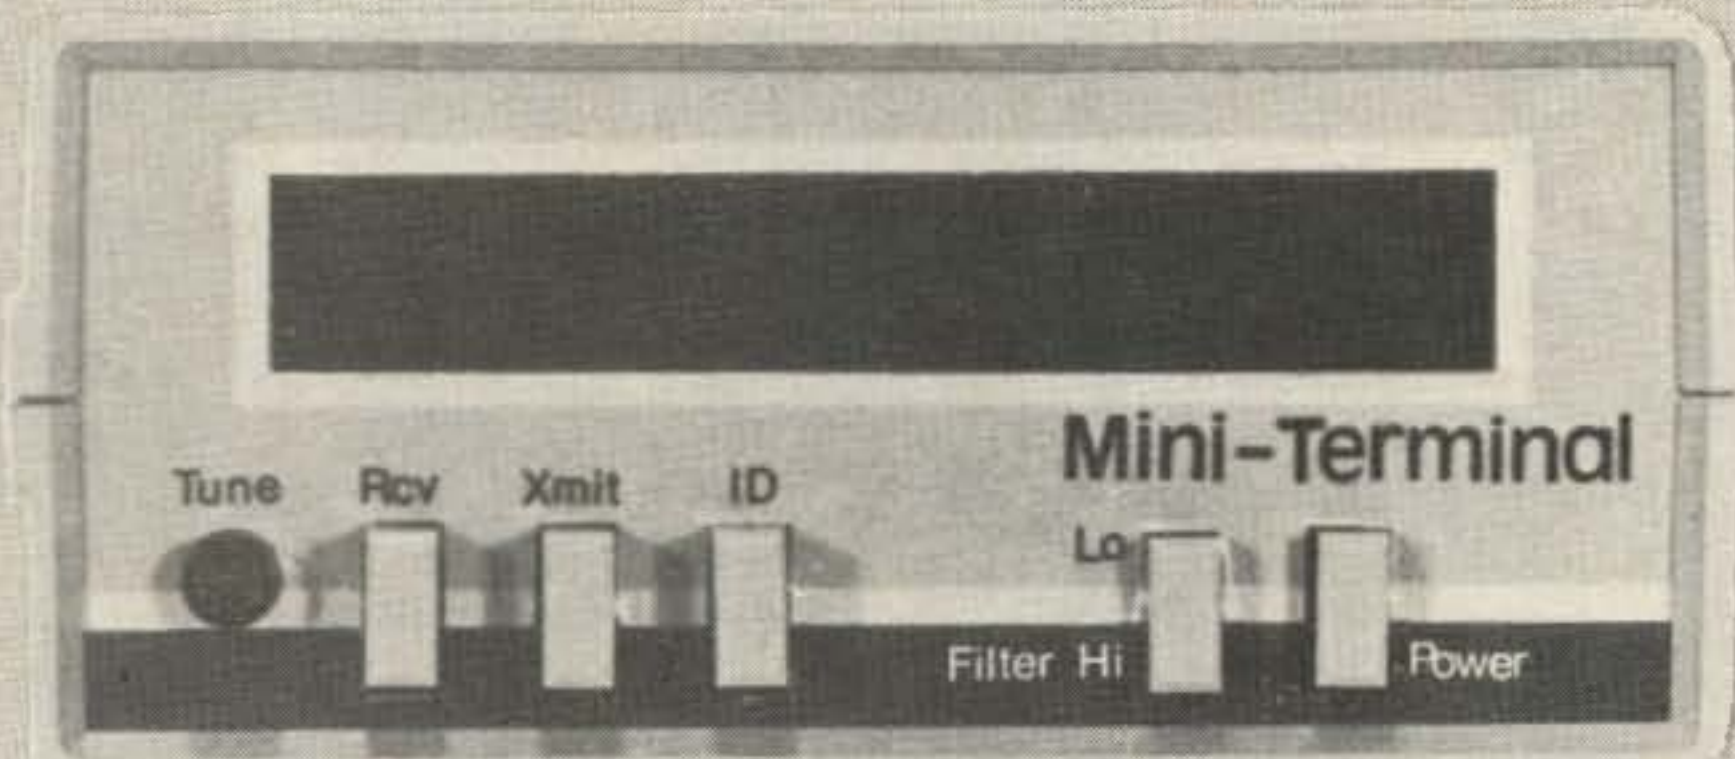 Mini-Terminal
Tune Rcv Xmit ID
Lo
Filter Hi
Power